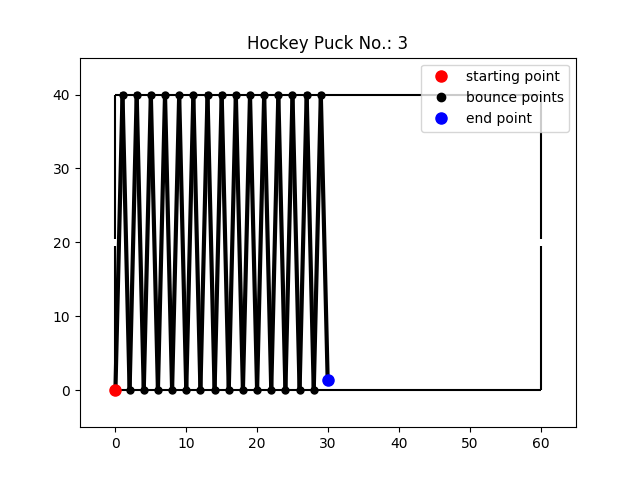 Hockey Puck No.: 3
starting point
bounce points
end point
40
30
20
10
0
0 10 20 30 40 50 60